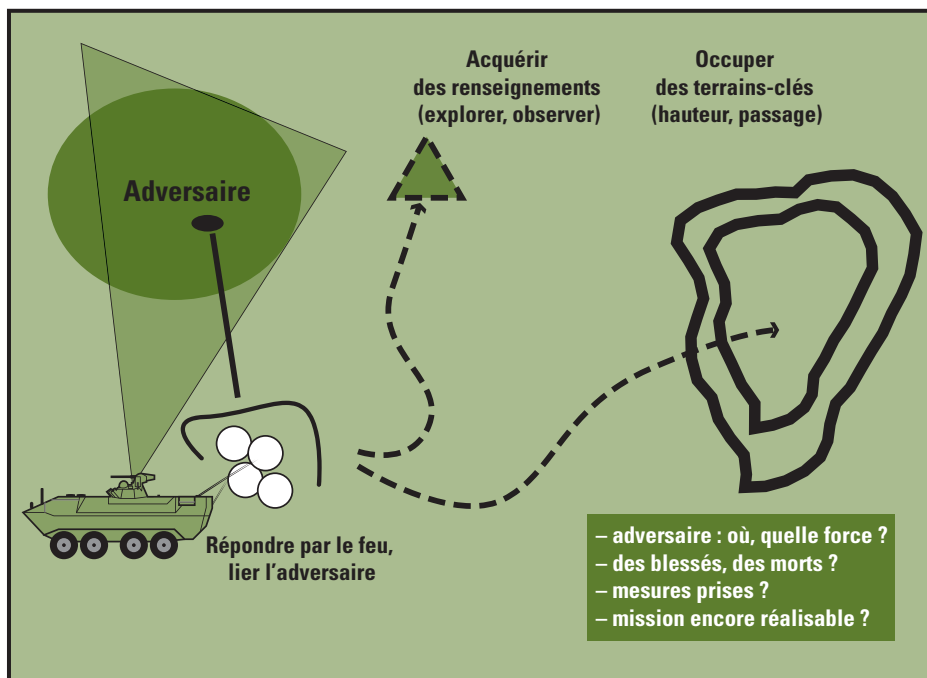 Acquérir
des renseignements
(explorer, observer)
Occuper
des terrains-clés
(hauteur, passage)
Adversaire
Répondre par le feu,
lier l’adversaire
– adversaire : où, quelle force ?
– des blessés, des morts ?
– mesures prises ?
– mission encore réalisable ?